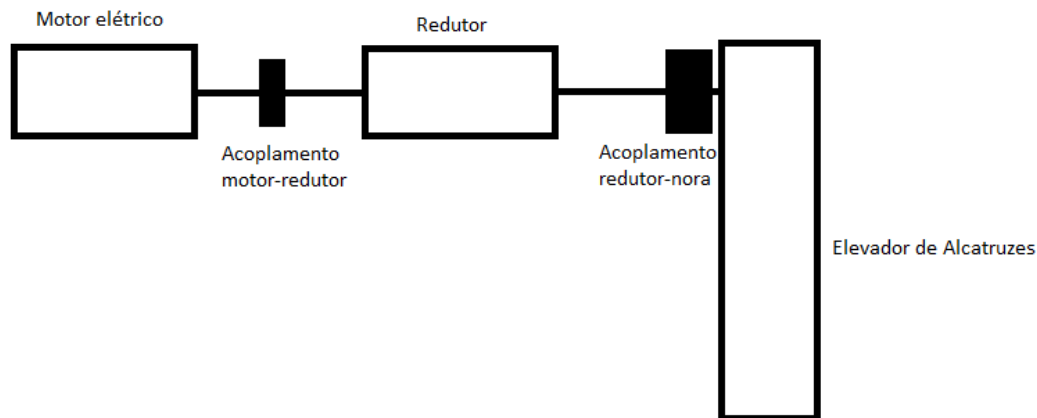 Motor elétrico
Redutor
Acoplamento
motor-redutor
Acoplamento
redutor-nora
Elevador de Alcatruzes